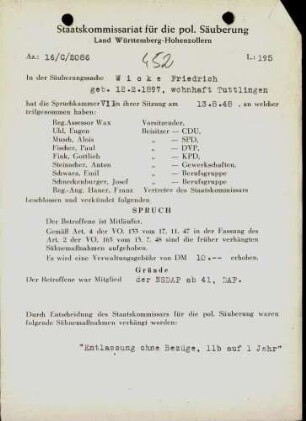 Staatskommissariat für die pol. Säuberung
Land Württemberg-Hohenzollern
Az.: 16/C/2086 452 L: 195
In der Säuberungssache W i c k e Friedrich
geb. 12.2.1897, wohnhaft Tuttlingen
hat die Spruchkammer VII in ihrer Sitzung am 13.8.48, an welcher
teilgenommen haben:
Reg.Assessor Wax Vorsitzender,
Uhl, Eugen Beisitzer - CDU,
Musch, Alois „ - SPD,
Fischer, Paul „ - DVP,
Fink, Gottlich „ - KPD,
Steinacher, Anton „ - Gewerkschaften,
Schwarz, Emil „ - Berufsgruppe
Schneckenburger, Josef „ - Berufsgruppe
Reg.-Ang. Hauer, Franz Vertreter des Staatskommissars
beschlossen und verkündet folgenden
SPRUCH
Der Betroffene ist Mitläufer.
Gemäß Art. 4 der VO. 133 vom 17. 11. 47 in der Fassung des
Art. 2 der VO. 165 vom 13. 7. 48 sind die früher verhängten
Sühnemaßnahmen aufgehoben.
Es wird eine Verwaltungsgebühr von DM 10.-- erhoben.
Gründe
Der Betroffene war Mitglied der NSDAP ab 41, DAF.
Durch Entscheidung des Staatskommissars für die pol. Säuberung waren
folgende Sühnemaßnahmen verhängt worden:
"Entlassung ohne Bezüge, 11b auf 1 Jahr"